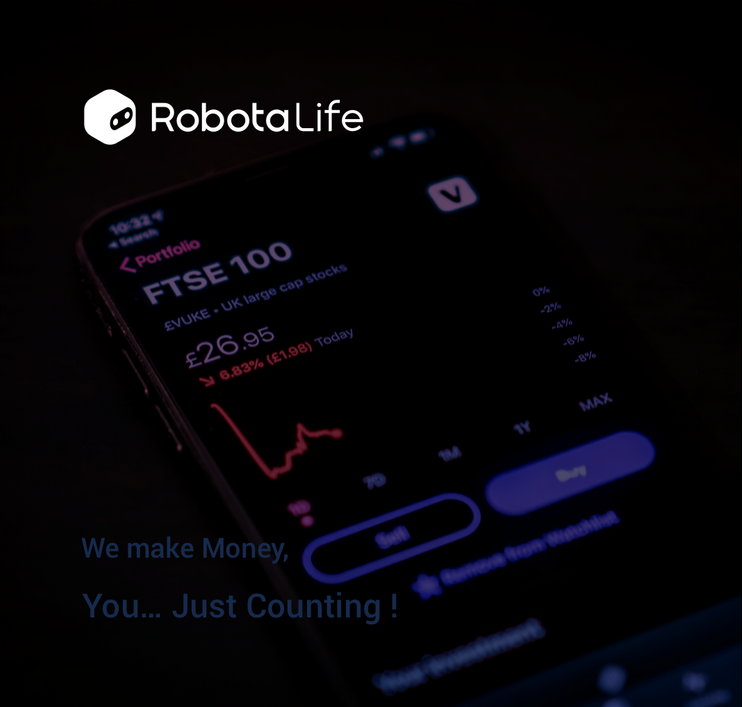 RobotaLife
10:32
Search
Portfolio
FTSE 100
£VUKE • UK large cap stocks
£26.95
6.83% (£1.98) Today
0%
-2%
-4%
-6%
-8%
1D 7D 1M 1Y MAX
Sell Buy
Remove from Watchlist
Your Investment
We make Money,
You... Just Counting !